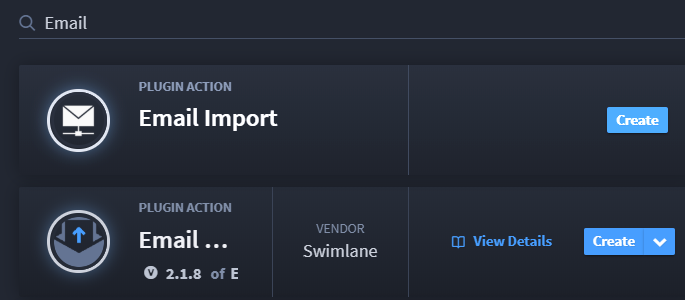 Email
PLUGIN ACTION
Email Import
Create
PLUGIN ACTION
Email ...
V 2.1.8 of E
VENDOR
Swimlane
View Details
Create